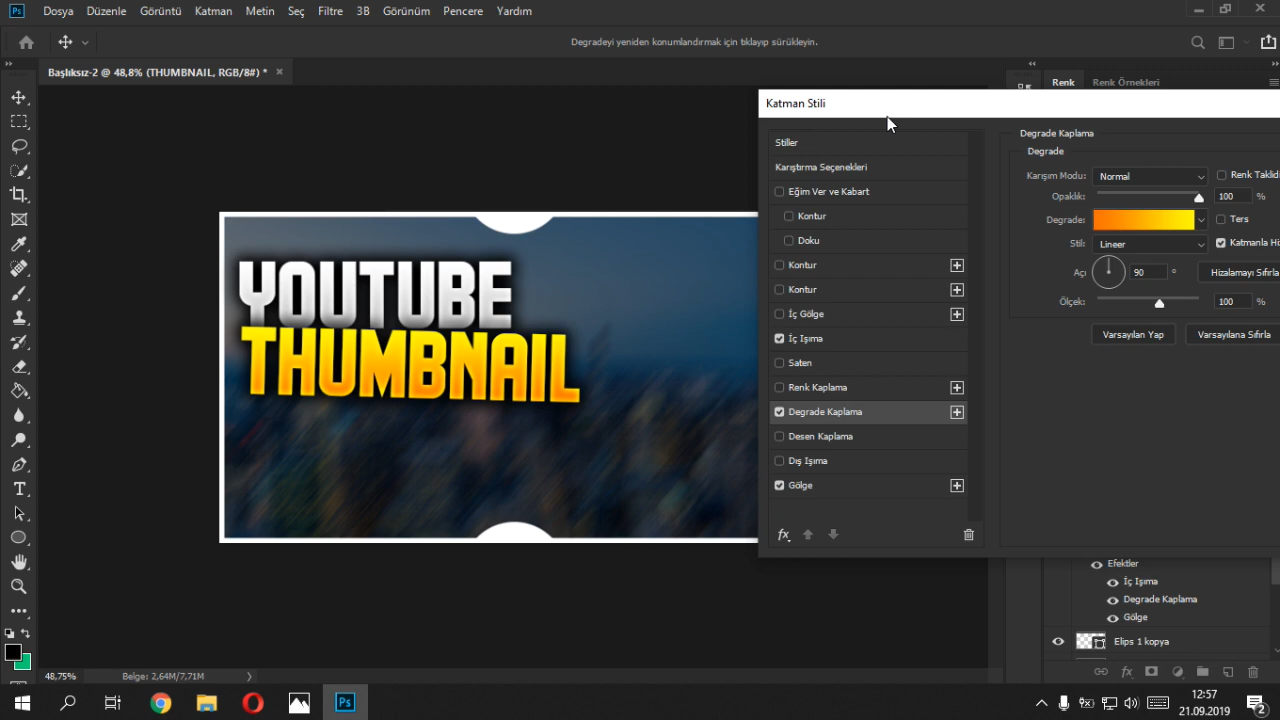 Ps Dosya Düzenle Görüntü Katman Metin Seç Filtre 3B Görünüm Pencere Yardım
Degradeyi yeniden konumlandırmak için tıklayıp sürükleyin.
Başlıksız-2 @ 48,8% (THUMBNAIL, RGB/8#) *
Renk Renk Örnekleri
Katman Stili
Stiller
Karıştırma Seçenekleri
Eğim Ver ve Kabart
Kontur
Doku
Kontur
Kontur
İç Gölge
İç Işıma
Saten
Renk Kaplama
Degrade Kaplama
Desen Kaplama
Dış Işıma
Gölge
fx
Degrade Kaplama
Degrade
Karışım Modu: Normal Renk Taklidi
Opaklık: 100 %
Degrade: Ters
Stil: Lineer Katmanla Hi
Açı 90 ° Hizalamayı Sıfırla
Ölçek: 100 %
Varsayılan Yap Varsayılana Sıfırla
YOUTUBE
THUMBNAIL
Efektler
İç Işıma
Degrade Kaplama
Gölge
Elips 1 kopya
fx
T
48,75% Belge: 2,64M/7,71M
Ps
12:57
21.09.2019
2